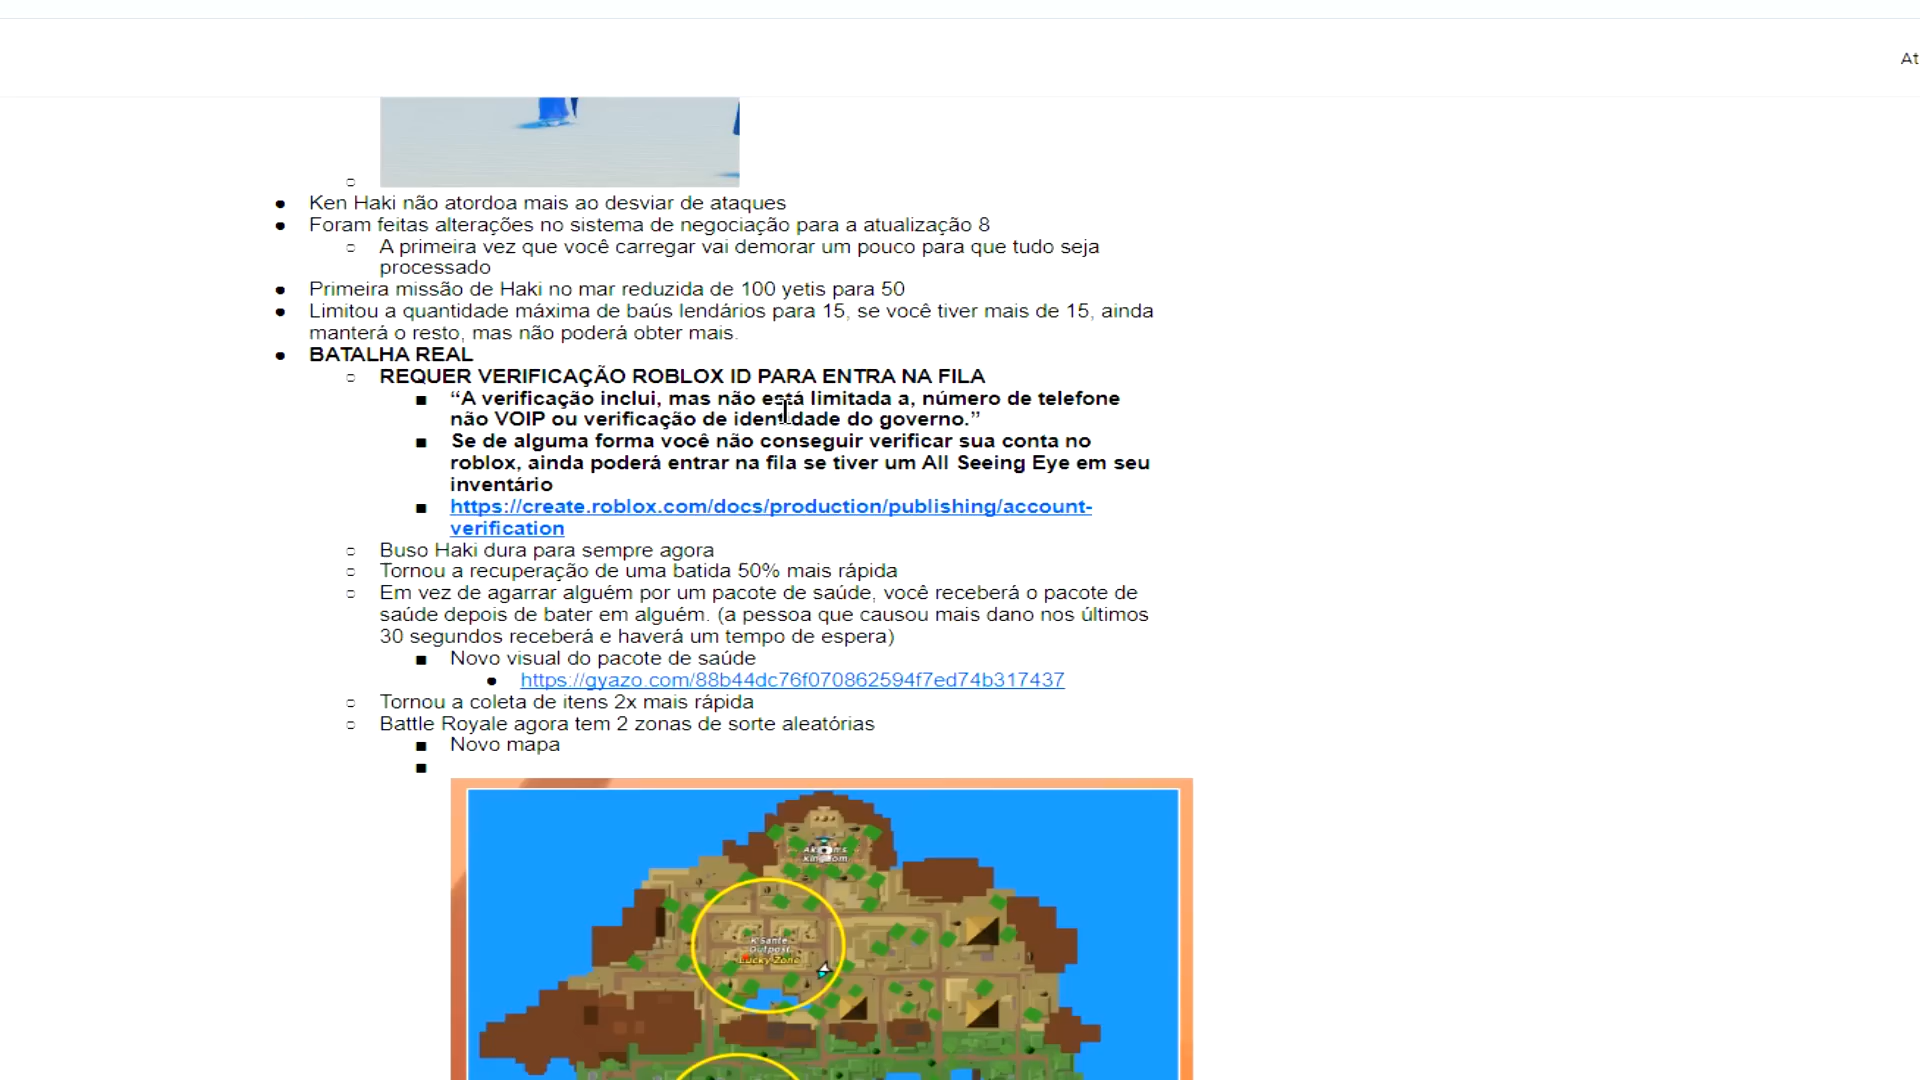 At
Ken Haki não atordoa mais ao desviar de ataques
Foram feitas alterações no sistema de negociação para a atualização 8
A primeira vez que você carregar vai demorar um pouco para que tudo seja
processado
Primeira missão de Haki no mar reduzida de 100 yetis para 50
Limitou a quantidade máxima de baús lendários para 15, se você tiver mais de 15, ainda
manterá o resto, mas não poderá obter mais.
BATALHA REAL
REQUER VERIFICAÇÃO ROBLOX ID PARA ENTRA NA FILA
“A verificação inclui, mas não está limitada a, número de telefone
não VOIP ou verificação de identidade do governo.”
Se de alguma forma você não conseguir verificar sua conta no
roblox, ainda poderá entrar na fila se tiver um All Seeing Eye em seu
inventário
https://create.roblox.com/docs/production/publishing/account-
verification
Buso Haki dura para sempre agora
Tornou a recuperação de uma batida 50% mais rápida
Em vez de agarrar alguém por um pacote de saúde, você receberá o pacote de
saúde depois de bater em alguém. (a pessoa que causou mais dano nos últimos
30 segundos receberá e haverá um tempo de espera)
Novo visual do pacote de saúde
https://gyazo.com/88b44dc76f070862594f7ed74b317437
Tornou a coleta de itens 2x mais rápida
Battle Royale agora tem 2 zonas de sorte aleatórias
Novo mapa
Kingdom
Outpost
Lucky Zone